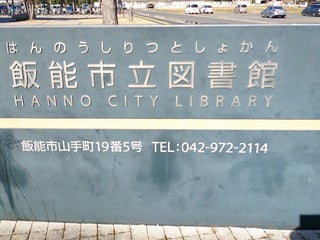 はんのうしりつとしょかん
飯能市立図書館
HANNO CITY LIBRARY
飯能市山手町19番5号 TEL:042-972-2114